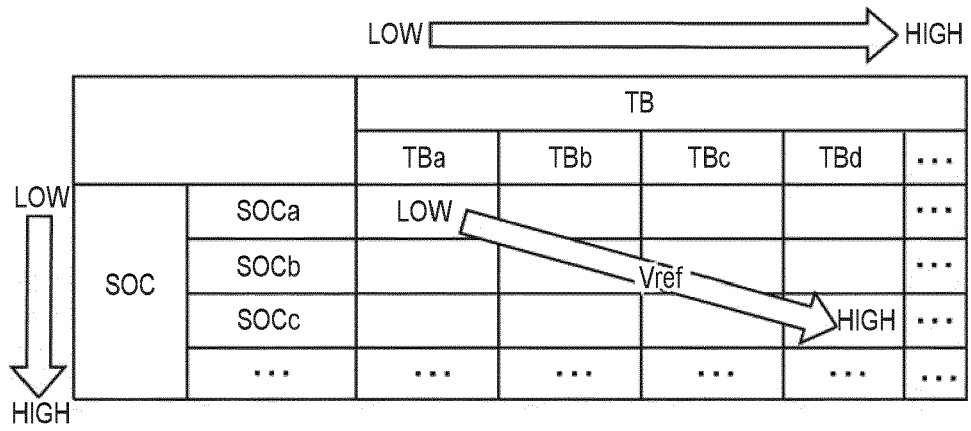 LOW HIGH
TB
TBa TBb TBc TBd ...
LOW
SOC
SOCa LOW ...
SOCb ...
Vref
SOCc HIGH ...
... ... ... ... ... ...
HIGH